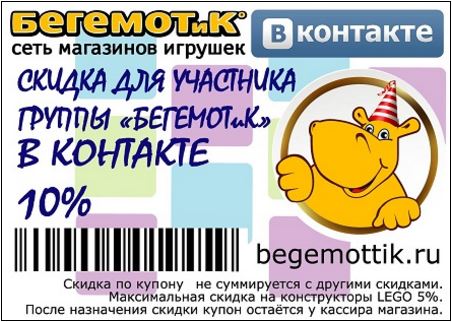 БЕГЕМОТиК®
сеть магазинов игрушек
В контакте
СКИДКА ДЛЯ УЧАСТНИКА
ГРУППЫ «БЕГЕМОТиК»
В КОНТАКТЕ
10%
begemottik.ru
Скидка по купону не суммируется с другими скидками.
Максимальная скидка на конструкторы LEGO 5%.
После назначения скидки купон остаётся у кассира магазина.